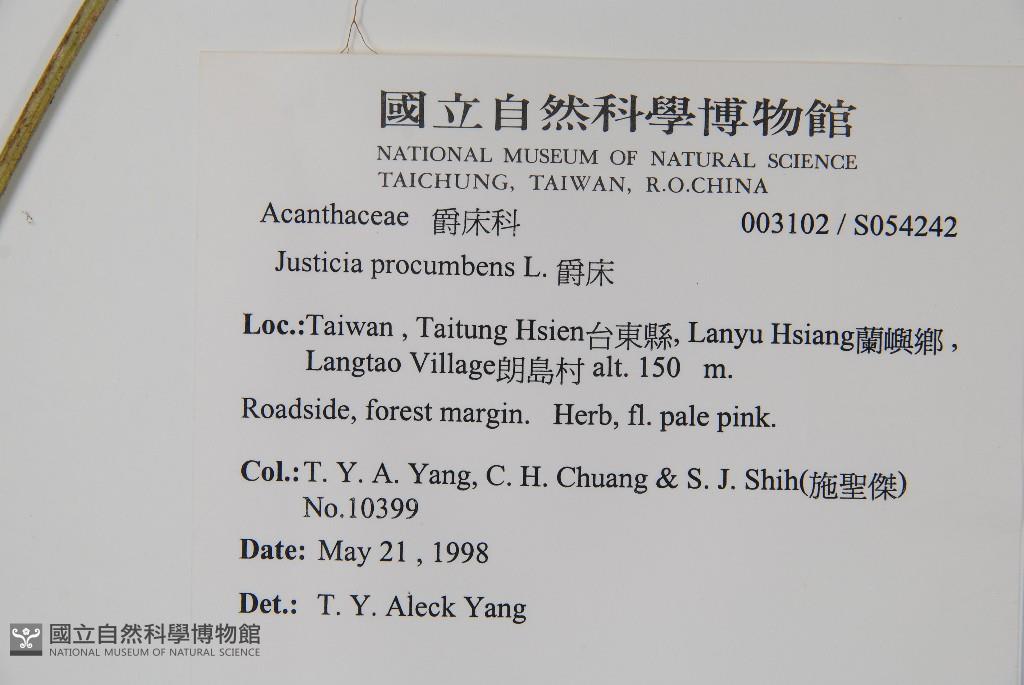 國立自然科學博物館
NATIONAL MUSEUM OF NATURAL SCIENCE
TAICHUNG, TAIWAN, R.O.CHINA
Acanthaceae 爵床科 003102 / S054242
Justicia procumbens L. 爵床
Loc.:Taiwan , Taitung Hsien台東縣, Lanyu Hsiang蘭嶼鄉 ,
Langtao Village朗島村 alt. 150 m.
Roadside, forest margin. Herb, fl. pale pink.
Col.: T. Y. A. Yang, C. H. Chuang & S. J. Shih(施聖傑)
No.10399
Date: May 21 , 1998
Det.: T. Y. Aleck Yang
國立自然科學博物館
NATIONAL MUSEUM OF NATURAL SCIENCE